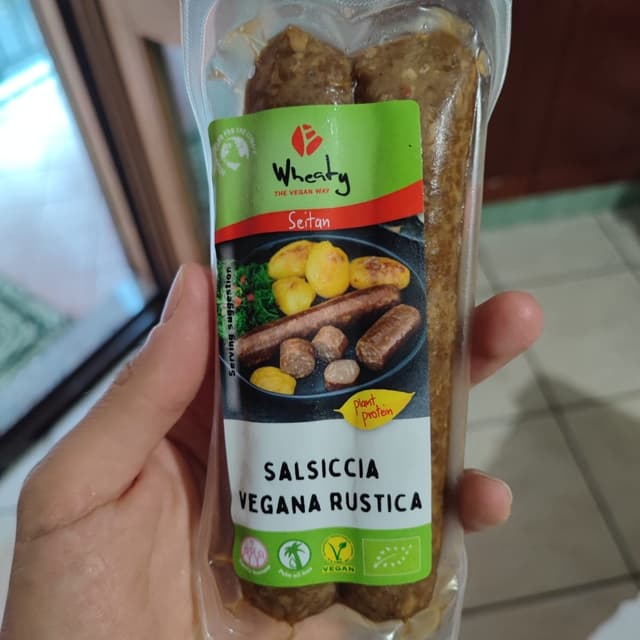 Wheaty
THE VEGAN WAY
Seitan
Serving suggestion
plant
protein
SALSICCIA
VEGANA RUSTICA
VEGAN